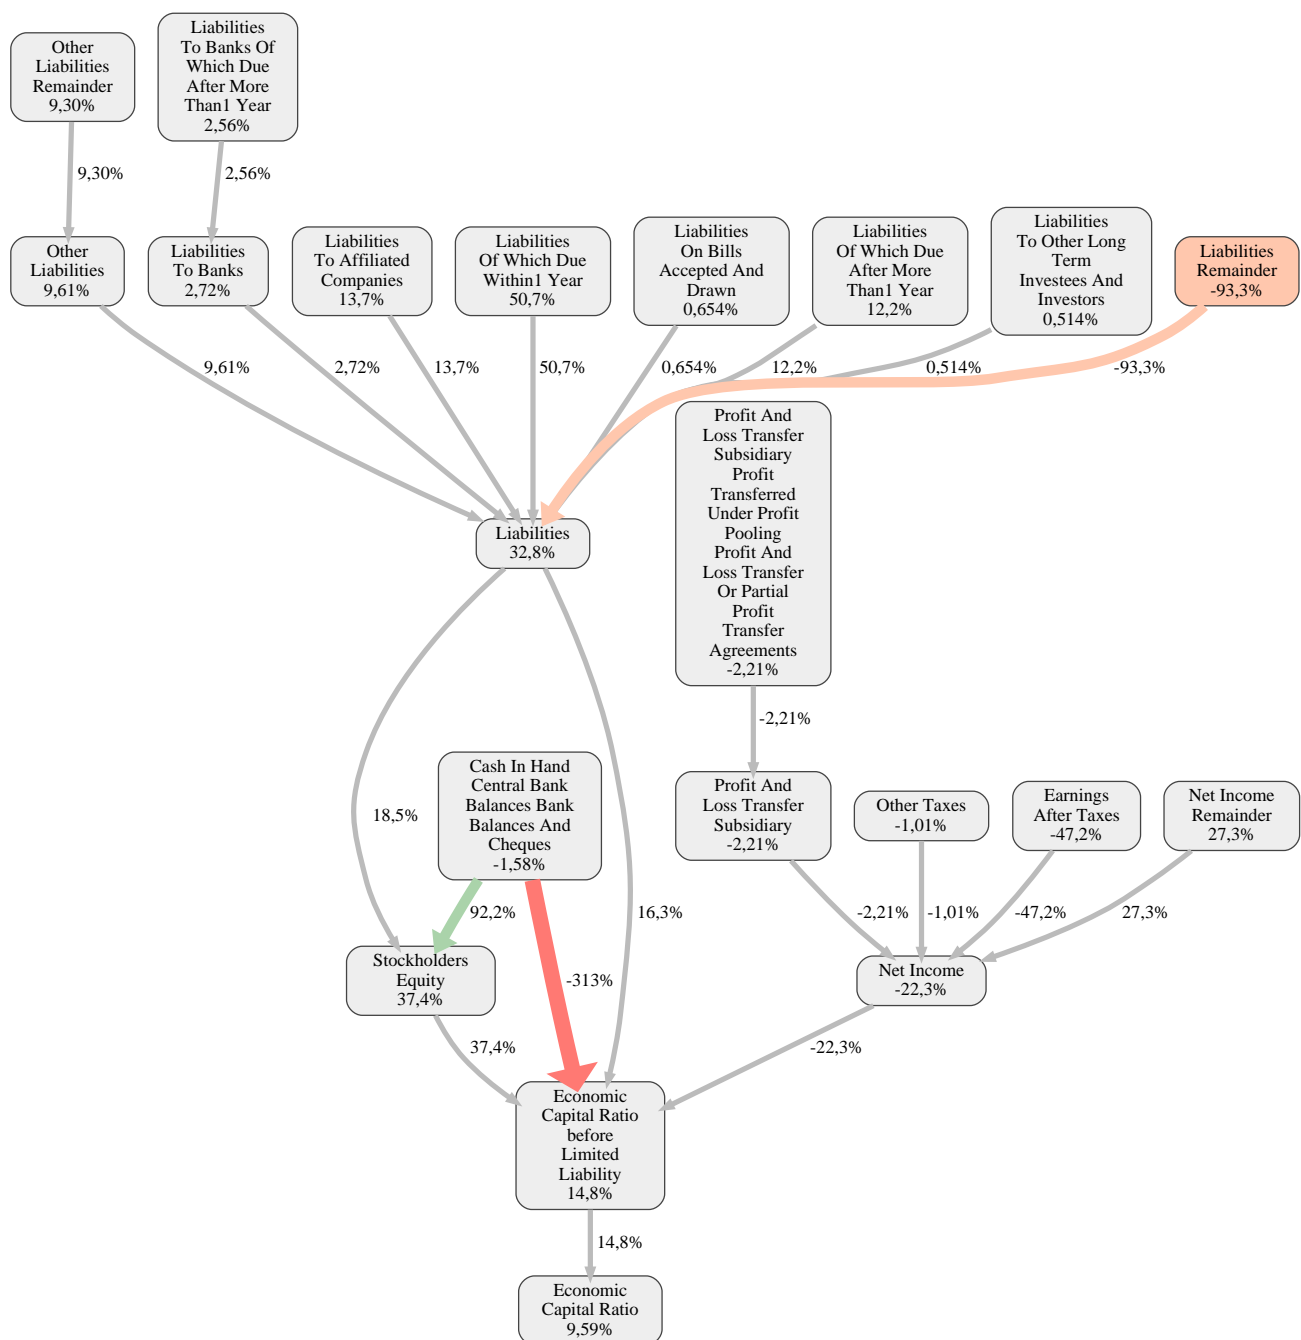 Other
Liabilities
Remainder
9,30%
Liabilities
To Banks Of
Which Due
After More
Than1 Year
2,56%
9,30%
2,56%
Other
Liabilities
9,61%
Liabilities
To Banks
2,72%
Liabilities
To Affiliated
Companies
13,7%
Liabilities
Of Which Due
Within1 Year
50,7%
Liabilities
On Bills
Accepted And
Drawn
0,654%
Liabilities
Of Which Due
After More
Than1 Year
12,2%
Liabilities
To Other Long
Term
Investees And
Investors
0,514%
Liabilities
Remainder
-93,3%
9,61%
2,72%
13,7%
50,7%
0,654%
12,2%
0,514%
-93,3%
Profit And
Loss Transfer
Subsidiary
Profit
Transferred
Under Profit
Pooling
Profit And
Loss Transfer
Or Partial
Profit
Transfer
Agreements
-2,21%
Liabilities
32,8%
-2,21%
Cash In Hand
Central Bank
Balances Bank
Balances And
Cheques
-1,58%
Profit And
Loss Transfer
Subsidiary
-2,21%
Other Taxes
-1,01%
Earnings
After Taxes
-47,2%
Net Income
Remainder
27,3%
18,5%
92,2%
16,3%
-2,21%
-1,01%
-47,2%
27,3%
Stockholders
Equity
37,4%
-313%
Net Income
-22,3%
37,4%
-22,3%
Economic
Capital Ratio
before
Limited
Liability
14,8%
14,8%
Economic
Capital Ratio
9,59%